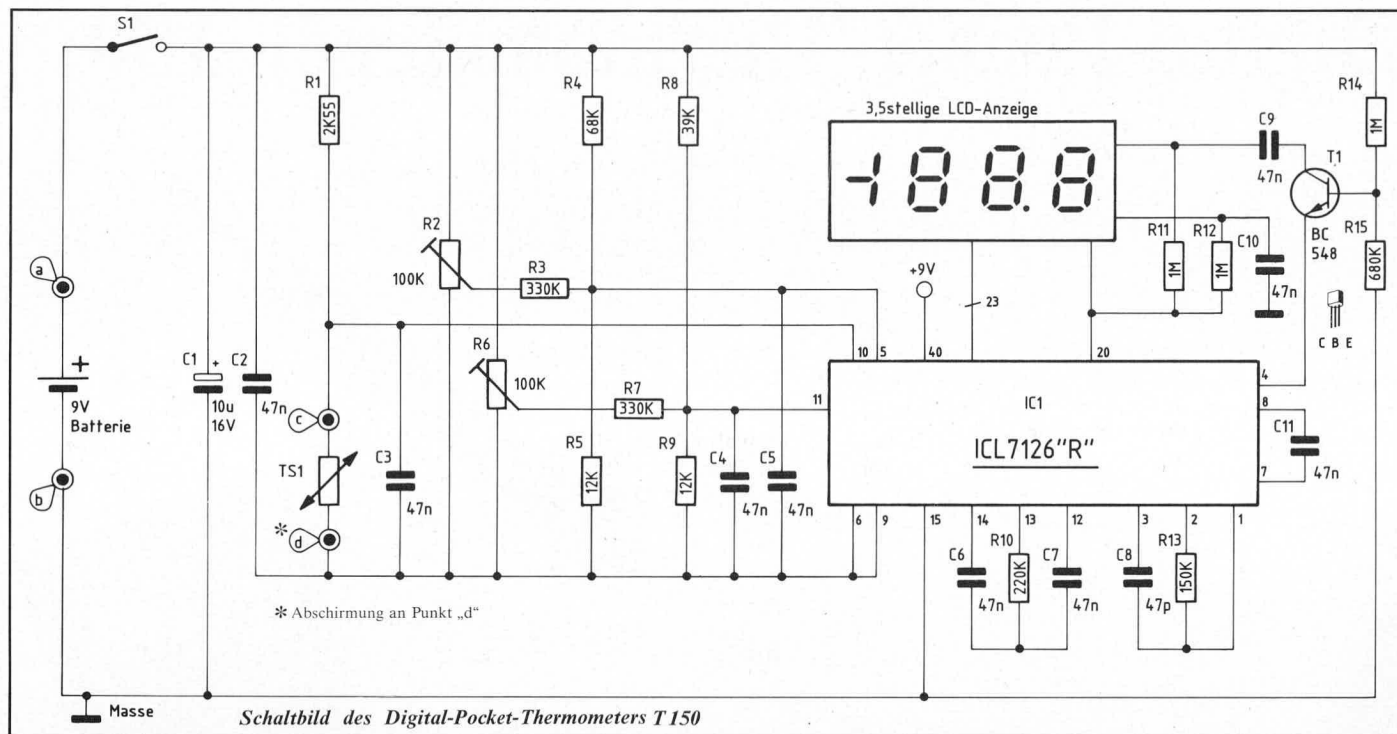 S1
R1
2K55
R4
68K
R8
39K
3,5stellige LCD-Anzeige
-188.8
C9
47n
R14
1M
T1
BC
548
C B E
R15
680K
R11
1M
R12
1M
C10
47n
a
R2
100K
R3
330K
+9V
23
10
5
40
20
4
8
7
11
IC1
ICL7126"R"
C11
47n
+
9V
Batterie
b
C1
+
10u
16V
C2
47n
R6
100K
R7
330K
c
TS1
* d
C3
47n
R5
12K
R9
12K
C4
47n
C5
47n
6
9
15
14
13
12
3
2
1
C6
47n
R10
220K
C7
47n
C8
47p
R13
150K
* Abschirmung an Punkt „d“
Masse
Schaltbild des Digital-Pocket-Thermometers T 150